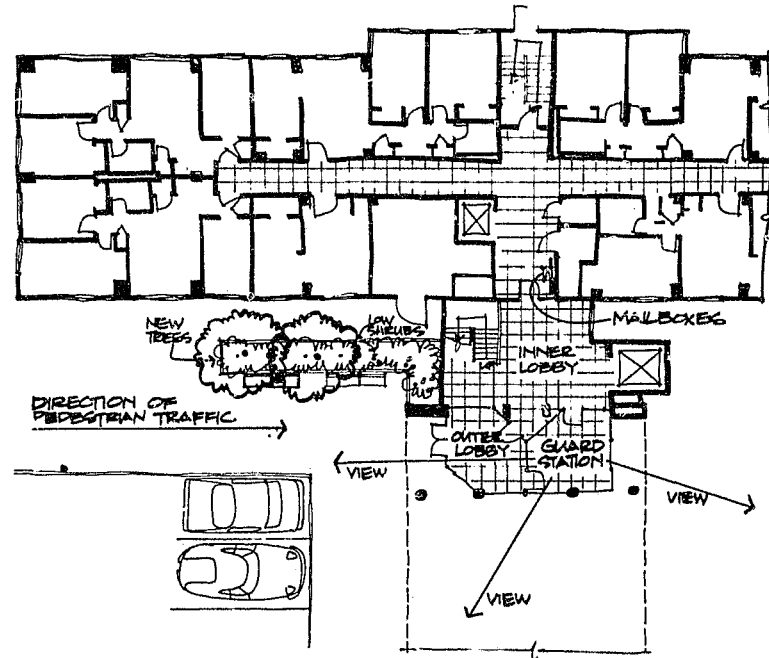 MAILBOXES
NEW
TREES
LOW
SHRUBS
INNER
LOBBY
DIRECTION OF
PEDESTRIAN TRAFFIC
OUTER
LOBBY
GUARD
STATION
VIEW
VIEW
VIEW